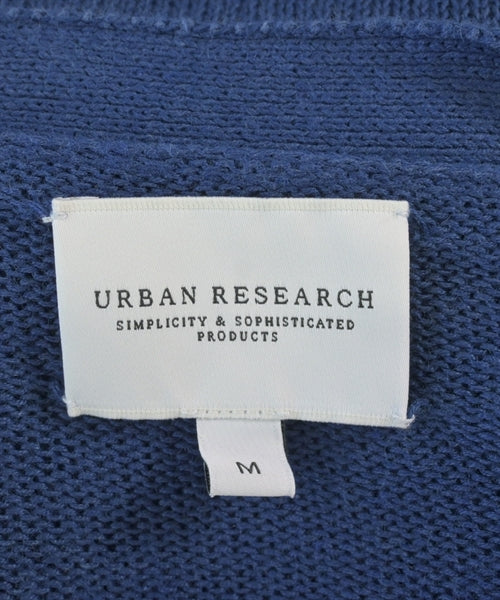 URBAN RESEARCH
SIMPLICITY & SOPHISTICATED
PRODUCTS
M